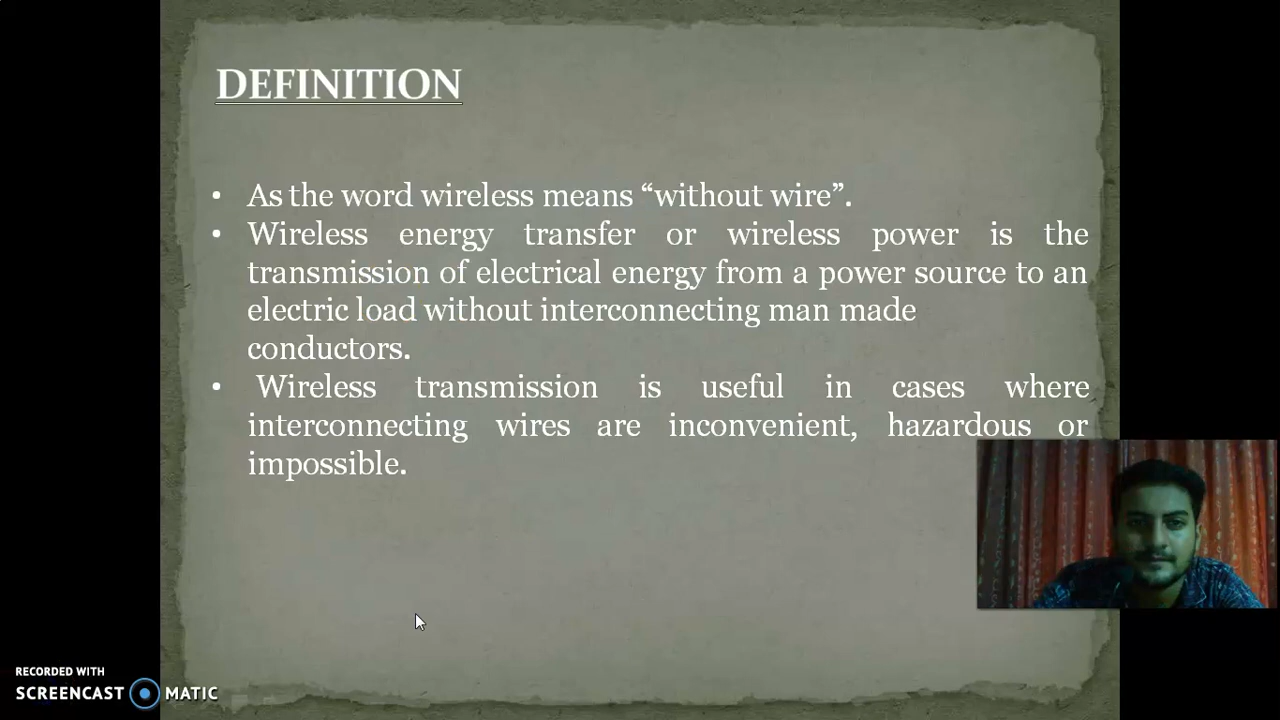 DEFINITION
• As the word wireless means “without wire”.
• Wireless energy transfer or wireless power is the
transmission of electrical energy from a power source to an
electric load without interconnecting man made
conductors.
• Wireless transmission is useful in cases where
interconnecting wires are inconvenient, hazardous or
impossible.
RECORDED WITH
SCREENCAST MATIC